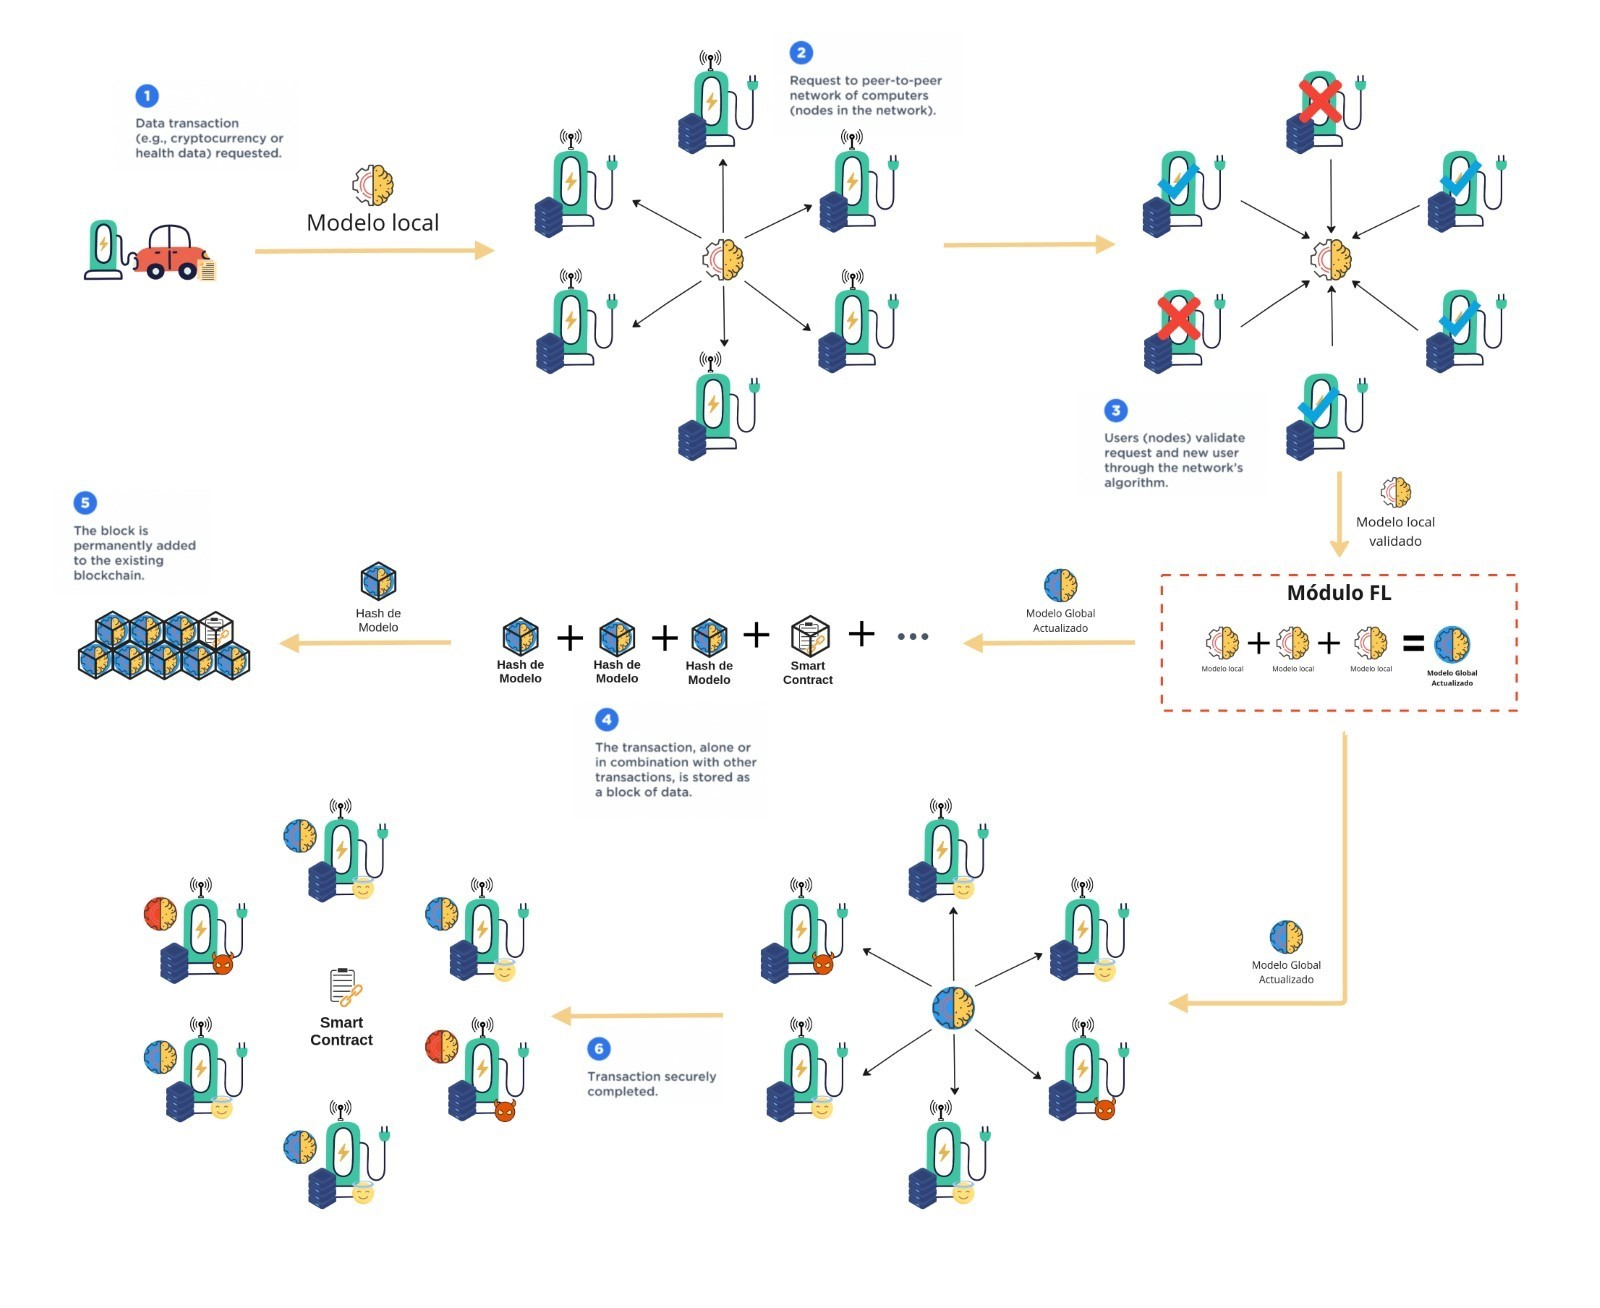 1
Data transaction
(e.g., cryptocurrency or
health data) requested.
Modelo local
2
Request to peer-to-peer
network of computers
(nodes in the network).
3
Users (nodes) validate
request and new user
through the network's
algorithm.
Modelo local
validado
Módulo FL
Modelo local
+
Modelo local
+
Modelo local
=
Modelo Global
Actualizado
Modelo Global
Actualizado
Hash de
Modelo
+
Hash de
Modelo
+
Hash de
Modelo
+
Smart
Contract
+
...
4
The transaction, alone or
in combination with other
transactions, is stored as
a block of data.
Hash de
Modelo
5
The block is
permanently added
to the existing
blockchain.
Modelo Global
Actualizado
6
Transaction securely
completed.
Smart
Contract